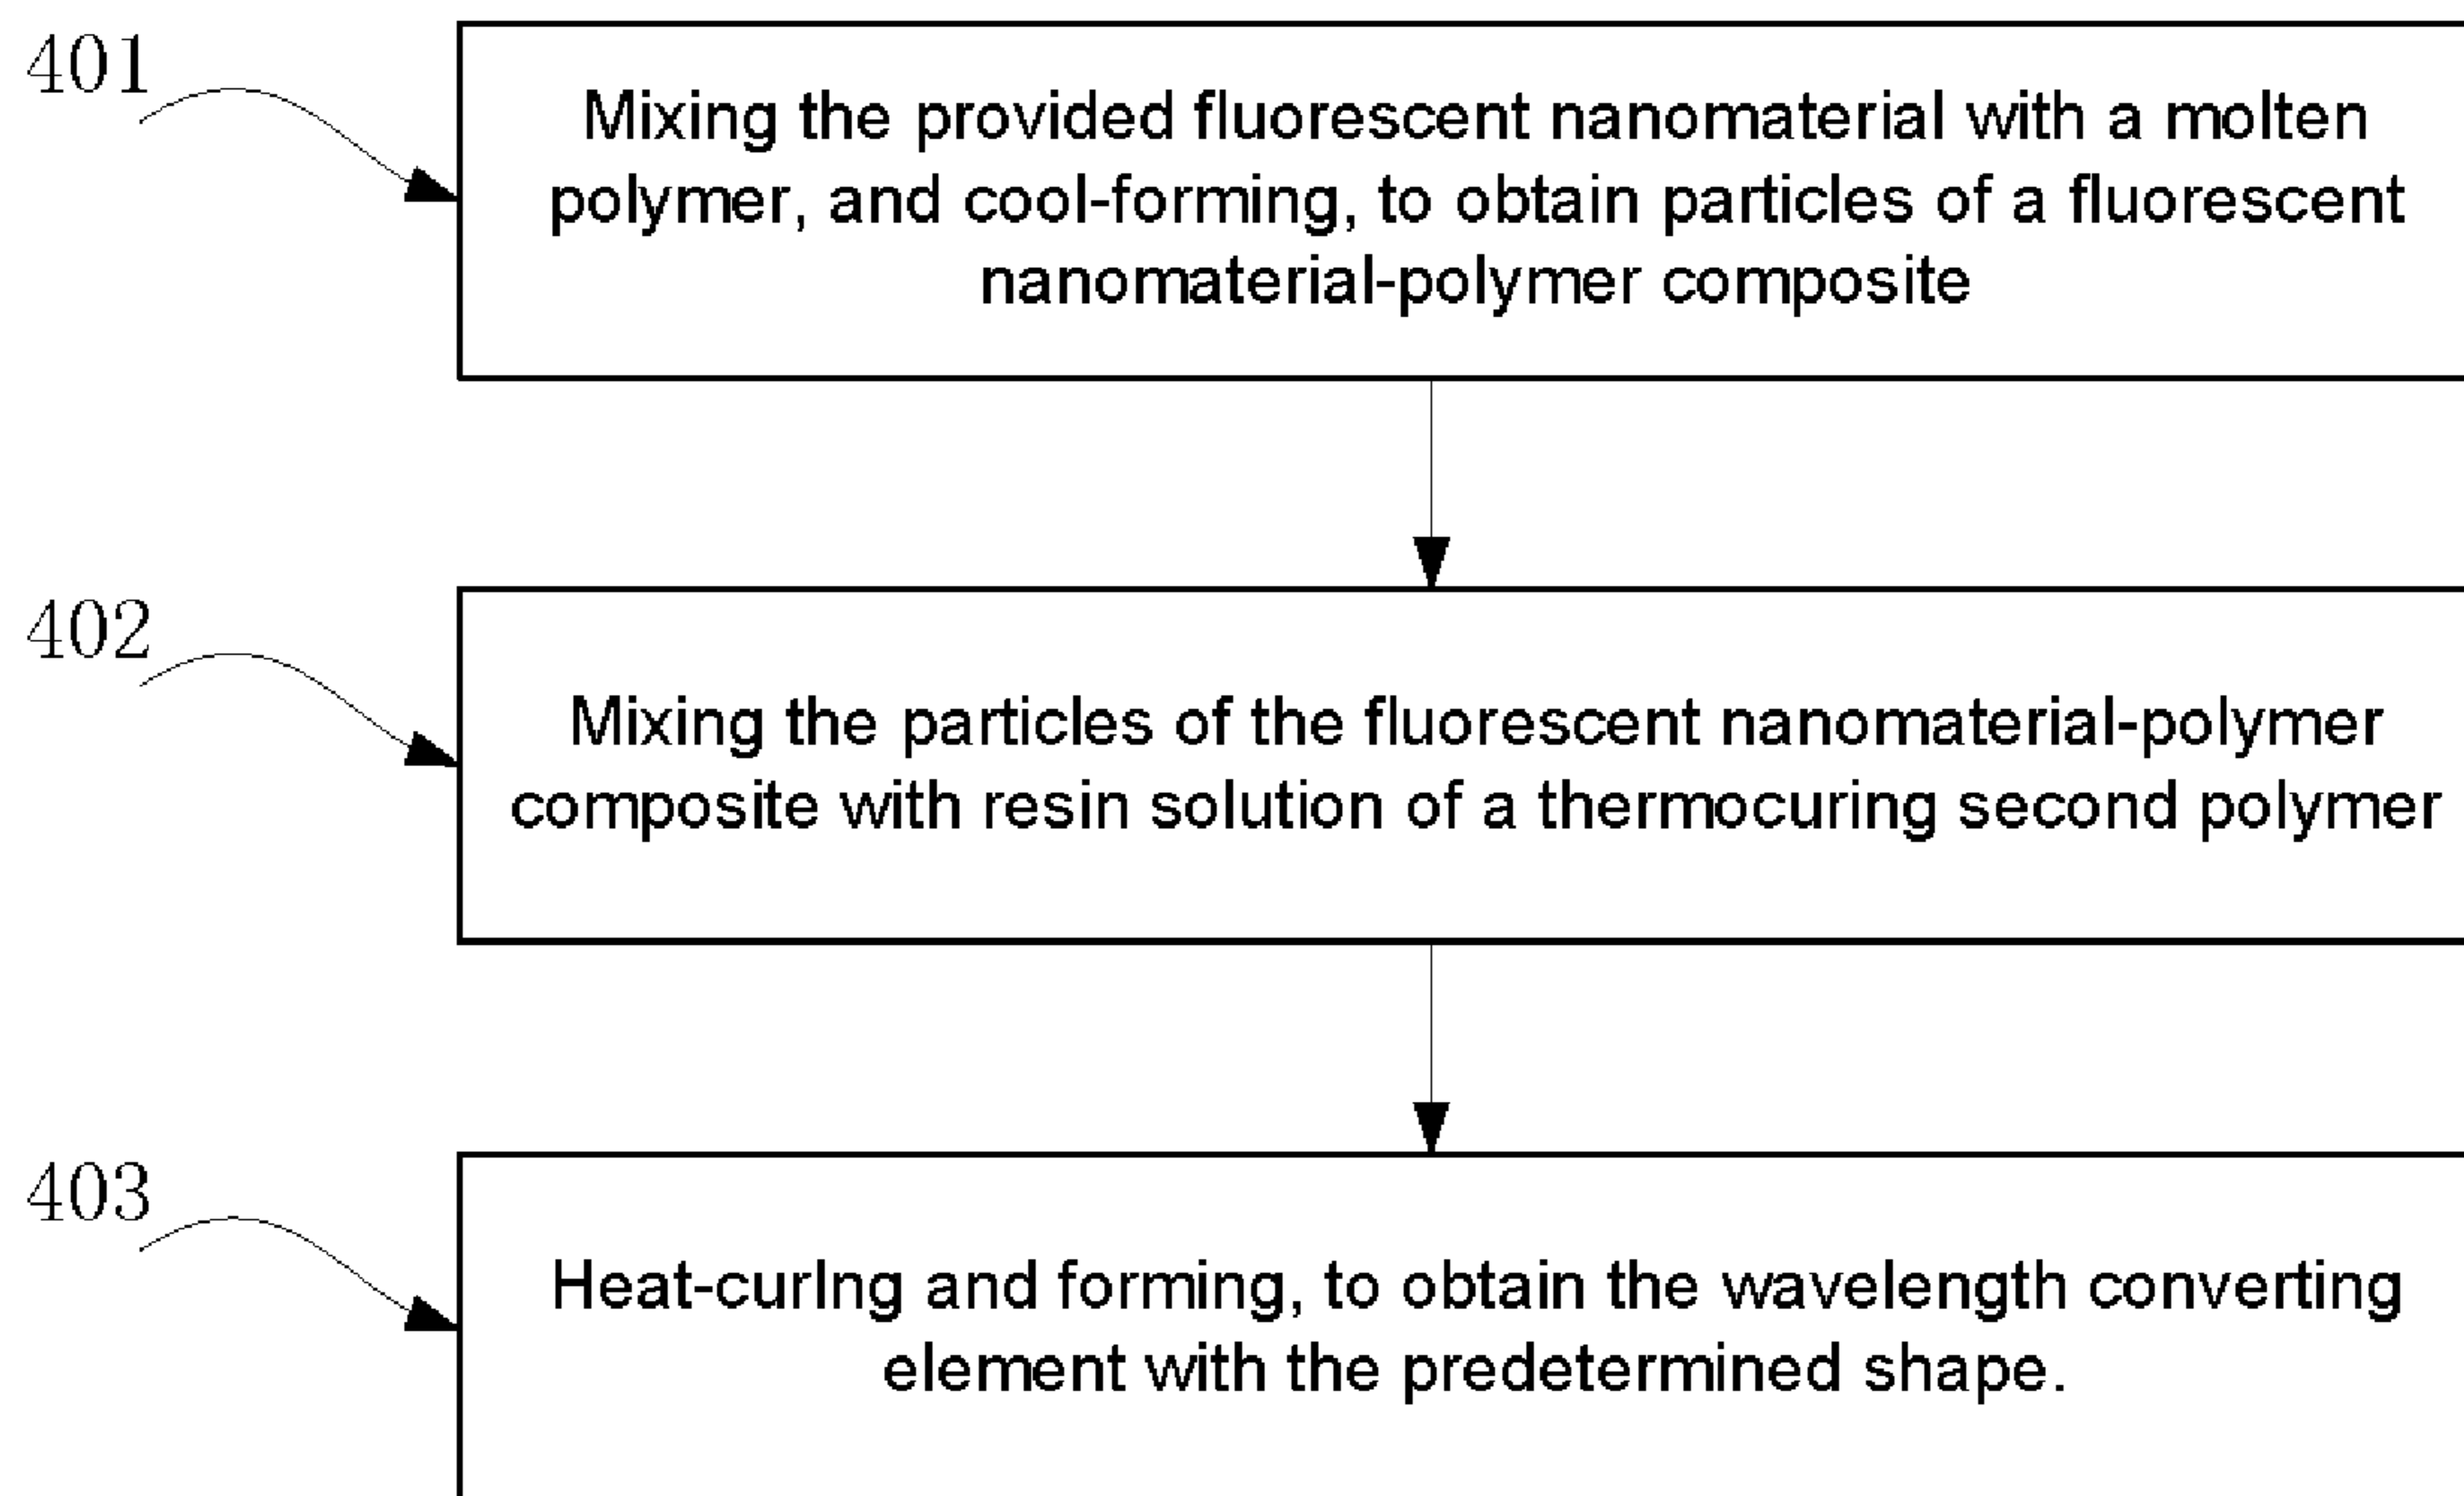 401
Mixing the provided fluorescent nanomaterial with a molten
polymer, and cool-forming, to obtain particles of a fluorescent
nanomaterial-polymer composite
402
Mixing the particles of the fluorescent nanomaterial-polymer
composite with resin solution of a thermocuring second polymer
403
Heat-curIng and forming, to obtain the wavelength converting
element with the predetermined shape.